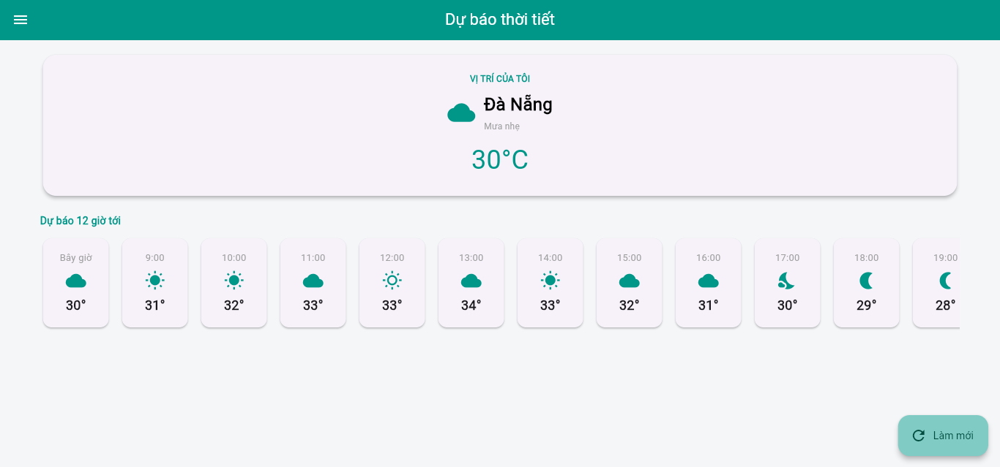 Dự báo thời tiết
VỊ TRÍ CỦA TÔI
Đà Nẵng
Mưa nhẹ
30°C
Dự báo 12 giờ tới
Bây giờ 9:00 10:00 11:00 12:00 13:00 14:00 15:00 16:00 17:00 18:00 19:00
30° 31° 32° 33° 33° 34° 33° 32° 31° 30° 29° 28°
Làm mới